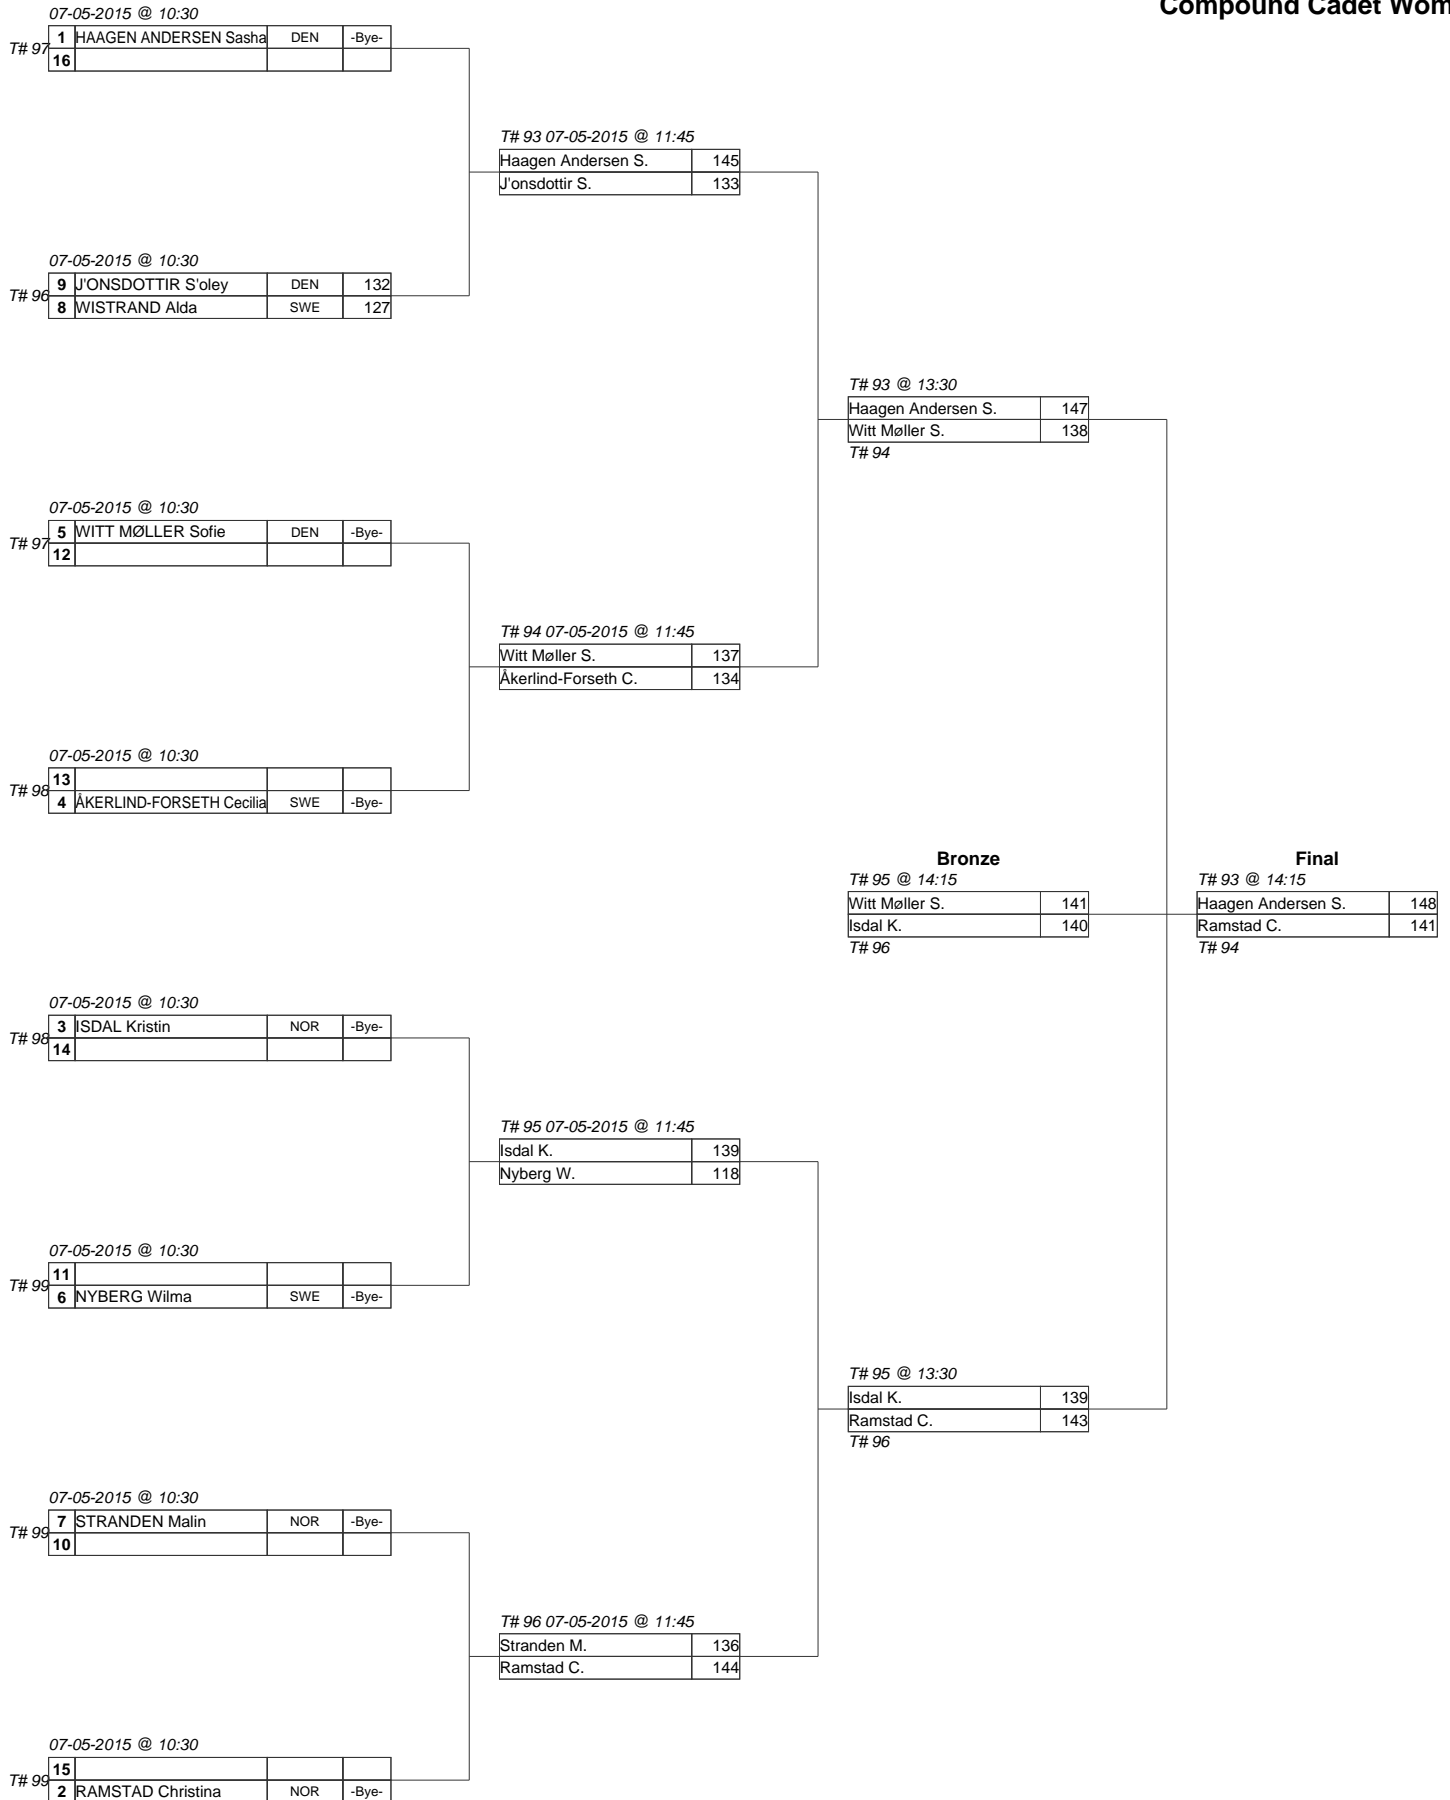 Compound Cadet Wom
07-05-2015 @ 10:30
T# 97
1 HAAGEN ANDERSEN Sasha DEN -Bye-
16
T# 93 07-05-2015 @ 11:45
Haagen Andersen S. 145
J'onsdottir S. 133
07-05-2015 @ 10:30
T# 96
9 J'ONSDOTTIR S'oley DEN 132
8 WISTRAND Alda SWE 127
T# 93 @ 13:30
Haagen Andersen S. 147
Witt Møller S. 138
T# 94
07-05-2015 @ 10:30
T# 97
5 WITT MØLLER Sofie DEN -Bye-
12
T# 94 07-05-2015 @ 11:45
Witt Møller S. 137
Åkerlind-Forseth C. 134
07-05-2015 @ 10:30
T# 98
13
4 ÅKERLIND-FORSETH Cecilia SWE -Bye-
Bronze
T# 95 @ 14:15
Witt Møller S. 141
Isdal K. 140
T# 96
Final
T# 93 @ 14:15
Haagen Andersen S. 148
Ramstad C. 141
T# 94
07-05-2015 @ 10:30
T# 98
3 ISDAL Kristin NOR -Bye-
14
T# 95 07-05-2015 @ 11:45
Isdal K. 139
Nyberg W. 118
07-05-2015 @ 10:30
T# 99
11
6 NYBERG Wilma SWE -Bye-
T# 95 @ 13:30
Isdal K. 139
Ramstad C. 143
T# 96
07-05-2015 @ 10:30
T# 99
7 STRANDEN Malin NOR -Bye-
10
T# 96 07-05-2015 @ 11:45
Stranden M. 136
Ramstad C. 144
07-05-2015 @ 10:30
T# 99
15
2 RAMSTAD Christina NOR -Bye-